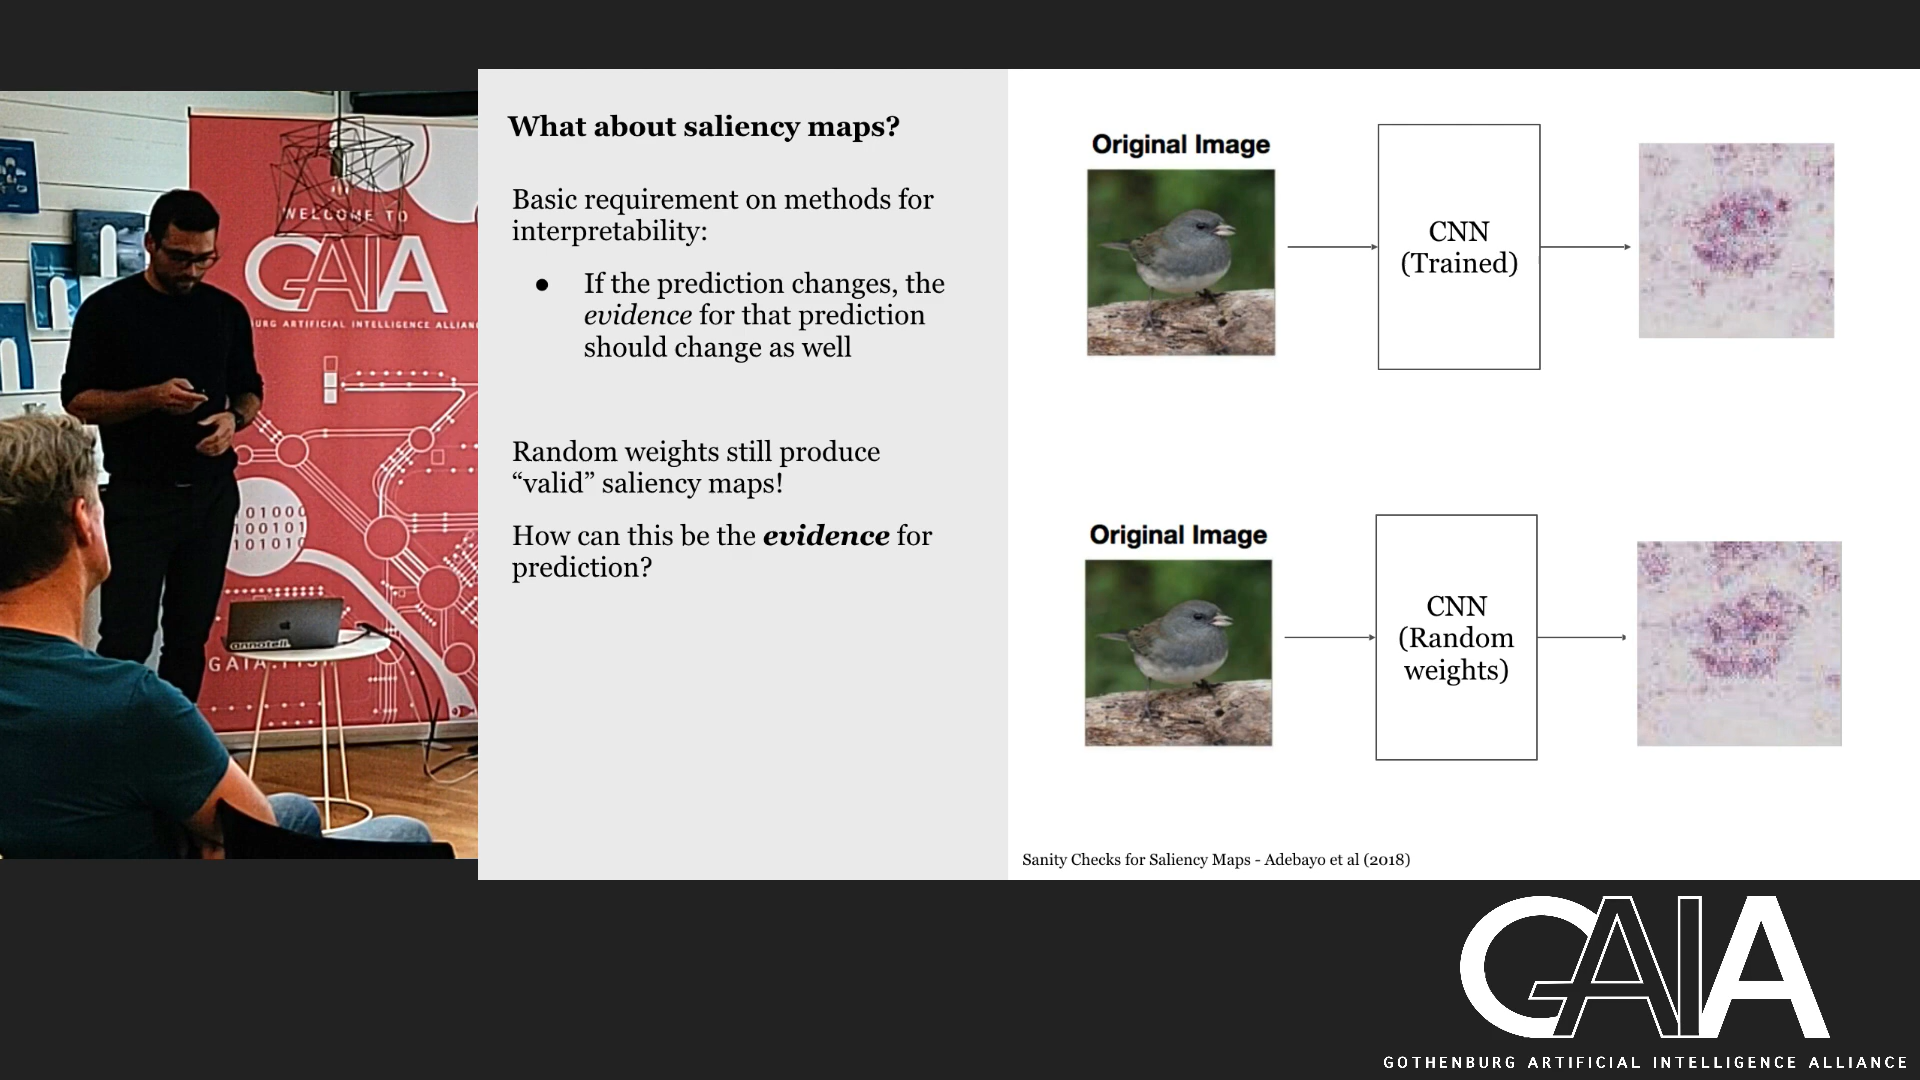 WELCOME TO
GAIA
BURG ARTIFICIAL INTELLIGENCE ALLIAN
01000
100101
101010
annotell
GAIA.
What about saliency maps?
Basic requirement on methods for
interpretability:
● If the prediction changes, the
evidence for that prediction
should change as well
Random weights still produce
“valid” saliency maps!
How can this be the evidence for
prediction?
Original Image
CNN
(Trained)
Original Image
CNN
(Random
weights)
Sanity Checks for Saliency Maps - Adebayo et al (2018)
GAIA
GOTHENBURG ARTIFICIAL INTELLIGENCE ALLIANCE